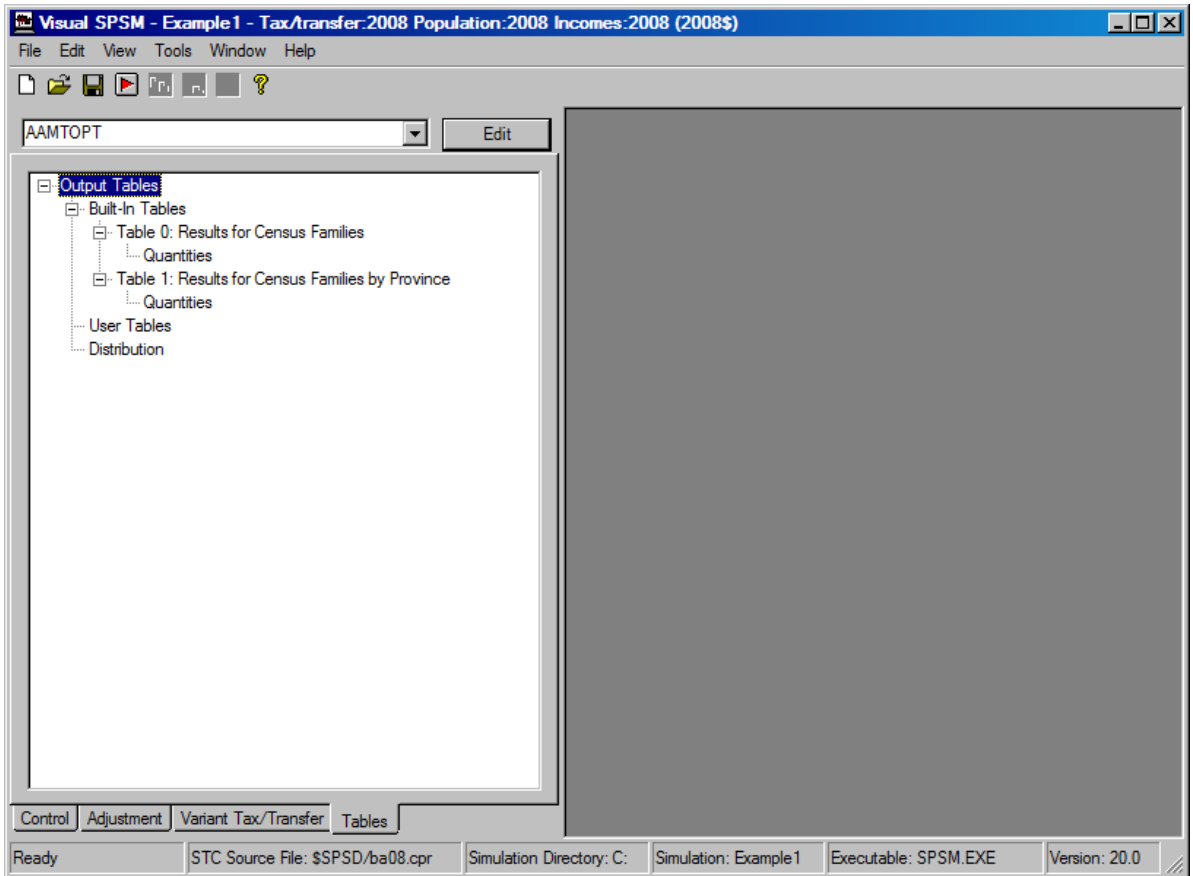 Visual SPSM - Example1 - Tax/transfer:2008 Population:2008 Incomes:2008 (2008$)
File Edit View Tools Window Help
AAMTOPT Edit
Output Tables
Built-In Tables
Table 0: Results for Census Families
Quantities
Table 1: Results for Census Families by Province
Quantities
User Tables
Distribution
Control Adjustment Variant Tax/Transfer Tables
Ready STC Source File: $SPSD/ba08.cpr Simulation Directory: C: Simulation: Example1 Executable: SPSM.EXE Version: 20.0